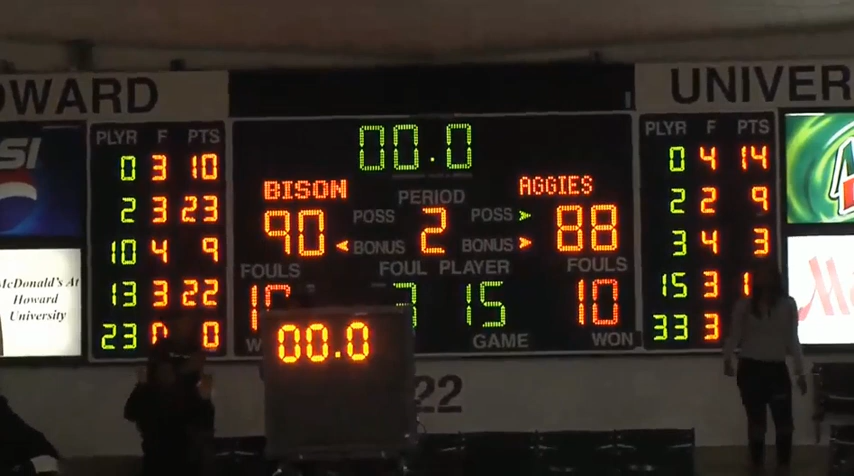 OWARD
UNIVER
PLYR F PTS
0 3 10
2 3 23
10 4 9
13 3 22
23 0
SI
McDonald's At
Howard
University
00.0
BISON
AGGIES
PERIOD
90 POSS 2 POSS > 88
< BONUS BONUS >
FOULS
FOUL PLAYER
FOULS
15
10
GAME
WON
00.0
22
PLYR F PTS
0 4 14
2 2 9
3 4 3
15 3
33 3